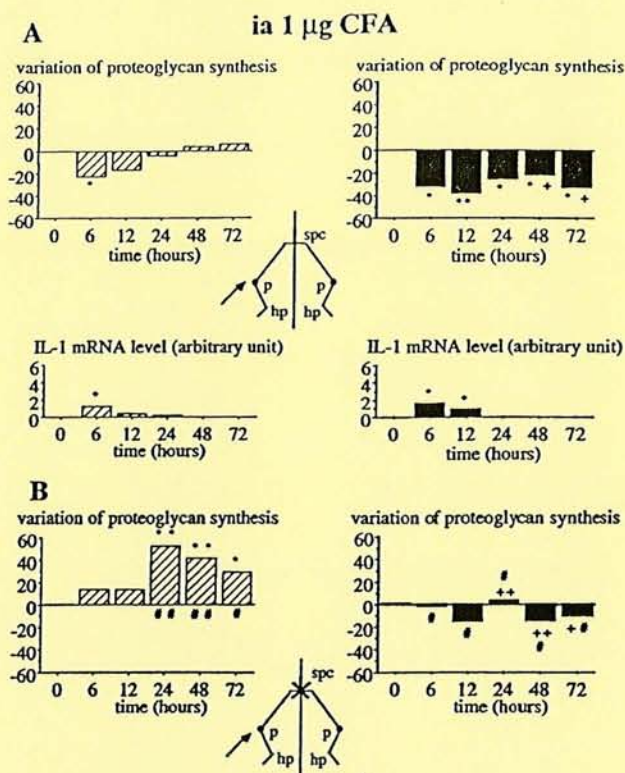 ia 1 μg CFA
A
variation of proteoglycan synthesis
60
40
20
0
-20
-40
-60
*
0 6 12 24 48 72
time (hours)
variation of proteoglycan synthesis
60
40
20
0
-20
-40
-60
* ** * * + * +
0 6 12 24 48 72
time (hours)
spc
p p
hp hp
IL-1 mRNA level (arbitrary unit)
6
4
2
0
*
0 6 12 24 48 72
time (hours)
IL-1 mRNA level (arbitrary unit)
6
4
2
0
* *
0 6 12 24 48 72
time (hours)
B
variation of proteoglycan synthesis
60
40
20
0
-20
-40
-60
** ** *
## ## #
0 6 12 24 48 72
time (hours)
variation of proteoglycan synthesis
60
40
20
0
-20
-40
-60
#
++
# # ++ + #
#
0 6 12 24 48 72
time (hours)
spc
p p
hp hp